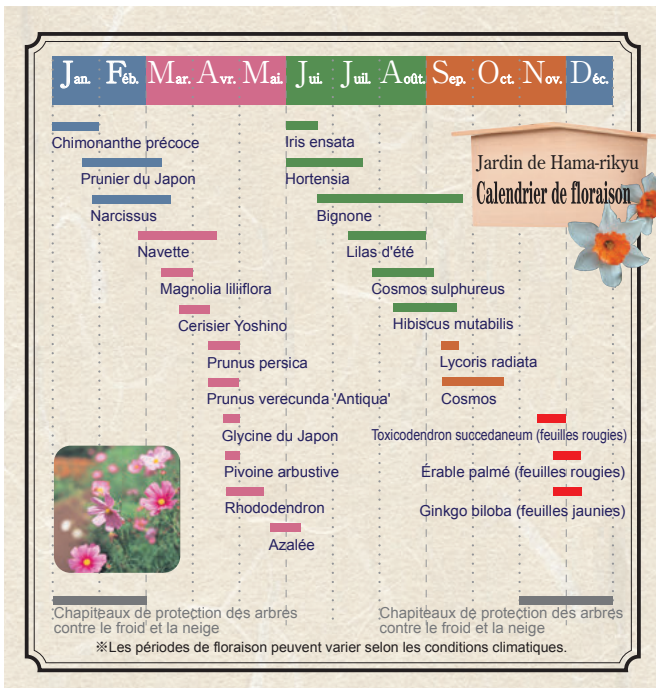 Jan. Féb. Mar. Avr. Mai. Jui. Juil. Août. Sep. Oct. Nov. Déc.
Jardin de Hama-rikyu
Calendrier de floraison
Chimonanthe précoce
Prunier du Japon
Narcissus
Navette
Magnolia liliiflora
Cerisier Yoshino
Prunus persica
Prunus verecunda 'Antiqua'
Glycine du Japon
Pivoine arbustive
Rhododendron
Azalée
Iris ensata
Hortensia
Bignone
Lilas d'été
Cosmos sulphureus
Hibiscus mutabilis
Lycoris radiata
Cosmos
Toxicodendron succedaneum (feuilles rougies)
Érable palmé (feuilles rougies)
Ginkgo biloba (feuilles jaunies)
Chapiteaux de protection des arbres
contre le froid et la neige
Chapiteaux de protection des arbres
contre le froid et la neige
※Les périodes de floraison peuvent varier selon les conditions climatiques.